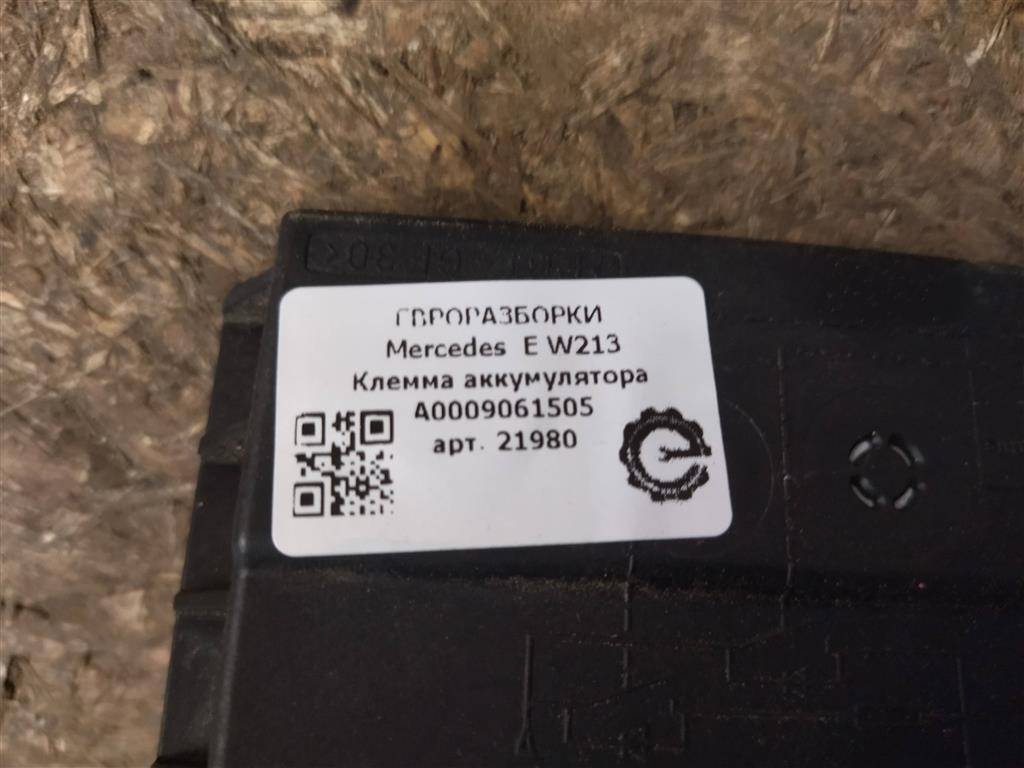 ЕВРОРАЗБОРКИ
Mercedes E W213
Клемма аккумулятора
A0009061505
арт. 21980